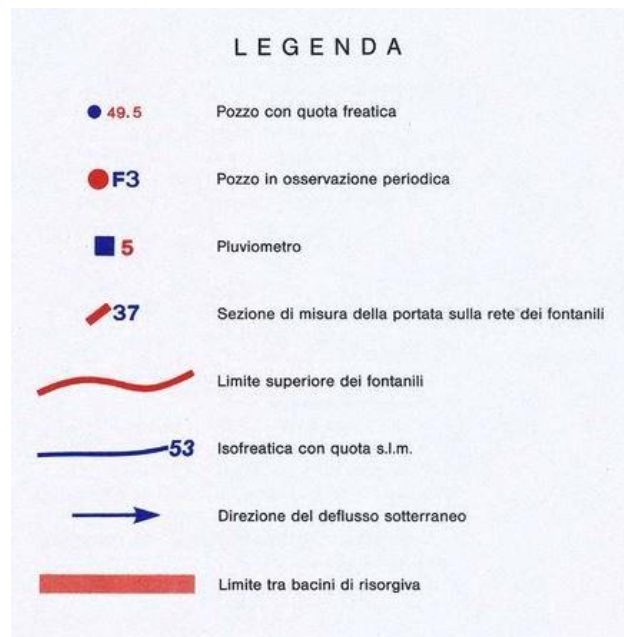 LEGENDA
49.5 Pozzo con quota freatica
F3 Pozzo in osservazione periodica
5 Pluviometro
37 Sezione di misura della portata sulla rete dei fontanili
Limite superiore dei fontanili
53 Isofreatica con quota s.l.m.
Direzione del deflusso sotterraneo
Limite tra bacini di risorgiva